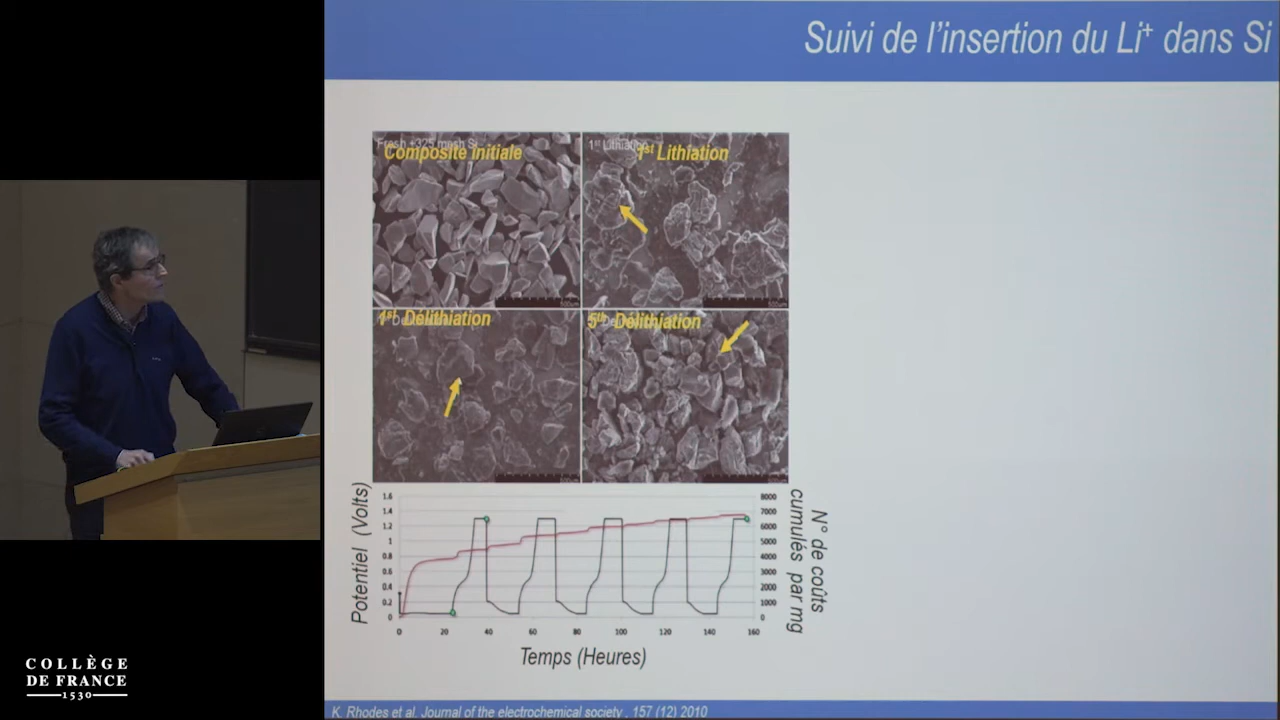 Suivi de l'insertion du Li⁺ dans Si
Fresh +325 mesh Si
Composite initiale
1st Lithiation
1st Lithiation
1st Délithiation
5th Délithiation
500um
500um
Potentiel (Volts)
1.6
1.4
1.2
1
0.8
0.6
0.4
0.2
0
8000
7000
6000
5000
4000
3000
2000
1000
0
N° de coûts
cumulés par mg
0 20 40 60 80 100 120 140 160
Temps (Heures)
K. Rhodes et al. Journal of the electrochemical society , 157 (12) 2010
COLLÈGE
DE FRANCE
1530